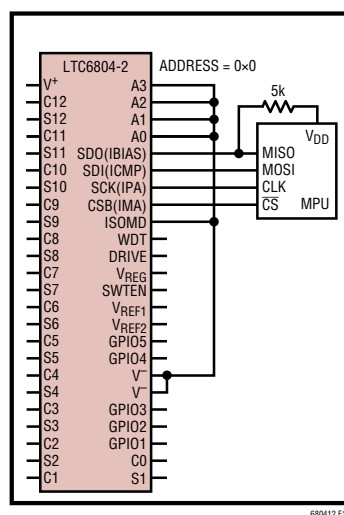 LTC6804-2 ADDRESS = 0×0
V+ A3
C12 A2
S12 A1
C11 A0
S11 SDO(IBIAS)
C10 SDI(ICMP)
S10 SCK(IPA)
C9 CSB(IMA)
S9 ISOMD
C8 WDT
S8 DRIVE
C7 VREG
S7 SWTEN
C6 VREF1
S6 VREF2
C5 GPIO5
S5 GPIO4
C4 V–
S4 V–
C3 GPIO3
S3 GPIO2
C2 GPIO1
S2 C0
C1 S1
5k
VDD
MISO
MOSI
CLK
CS MPU